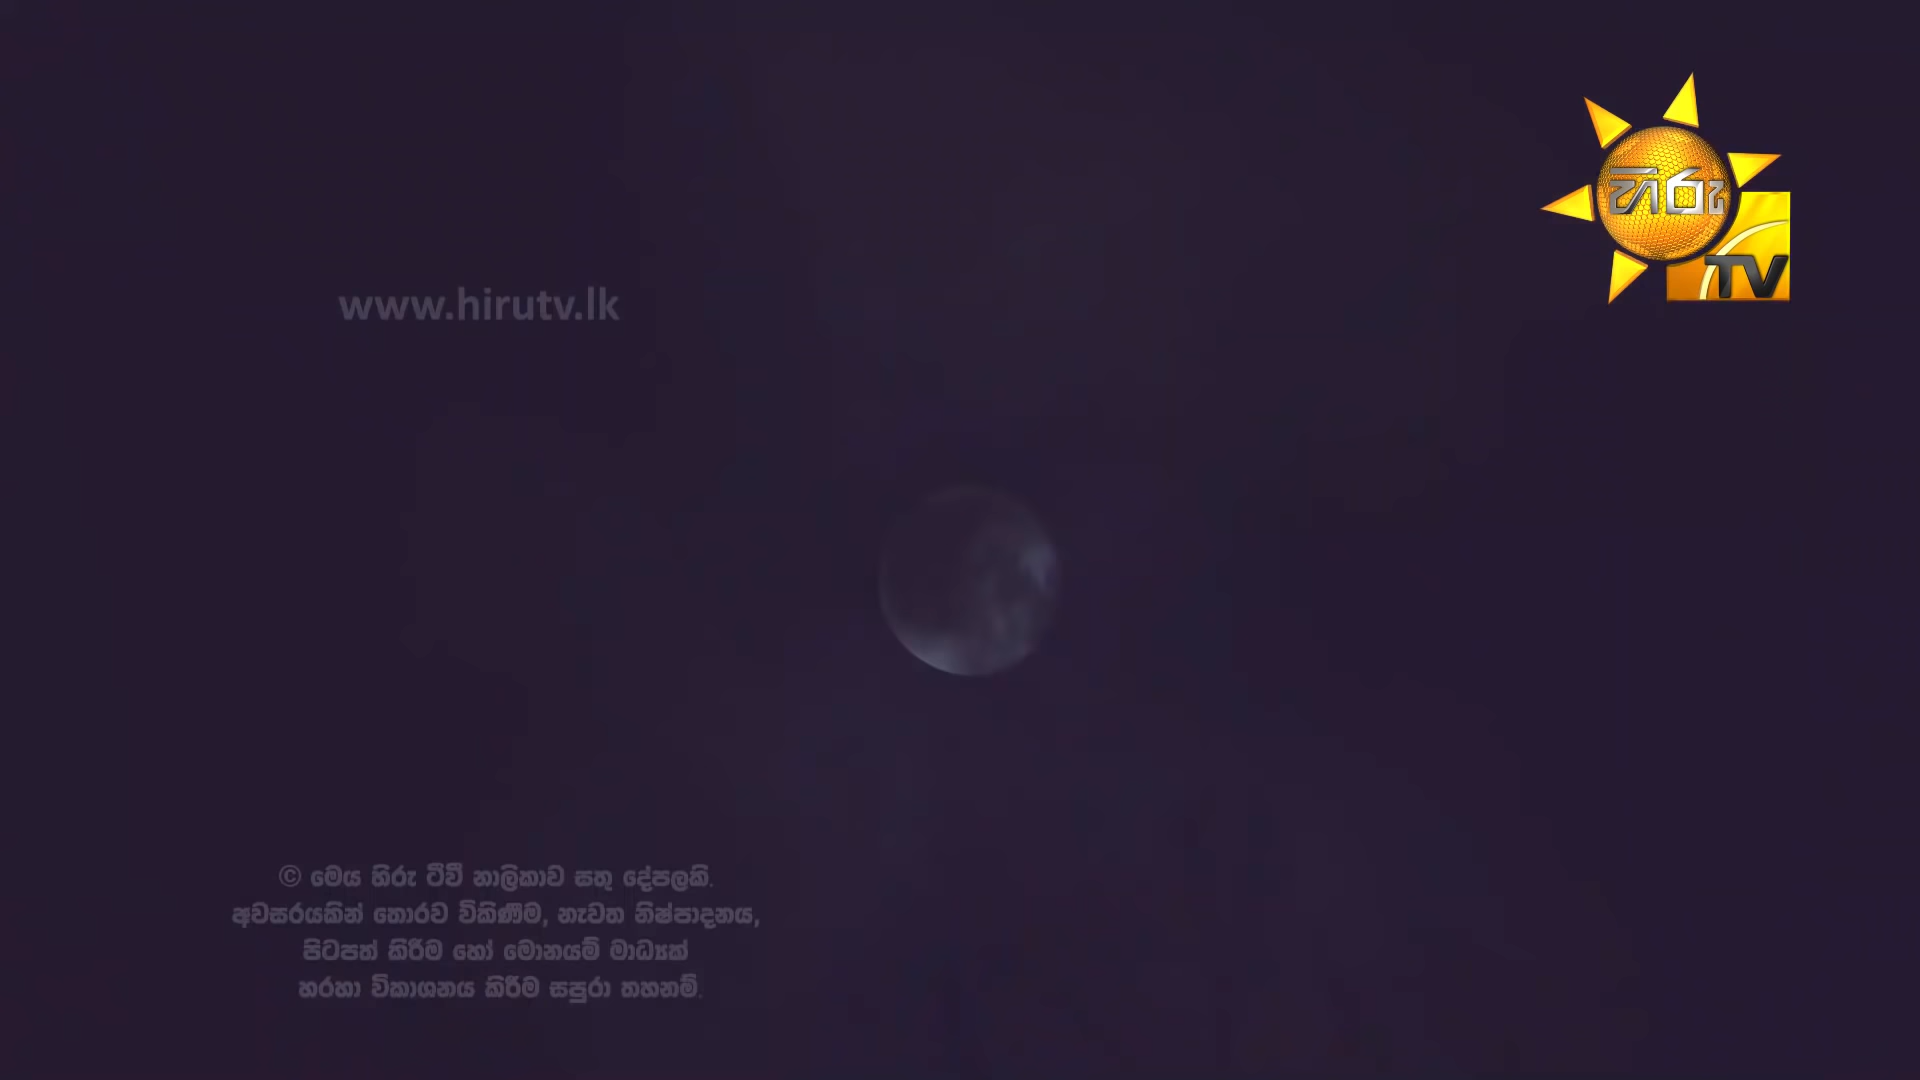 හිරු
TV
www.hirutv.lk
© මෙය හිරු ටීවී නාලිකාව සතු දේපලකි.
අවසරයකින් තොරව විකිණීම, නැවත නිෂ්පාදනය,
පිටපත් කිරීම හෝ මොනයම් මාධ්‍යක්
හරහා විකාශනය කිරීම සපුරා තහනම්.